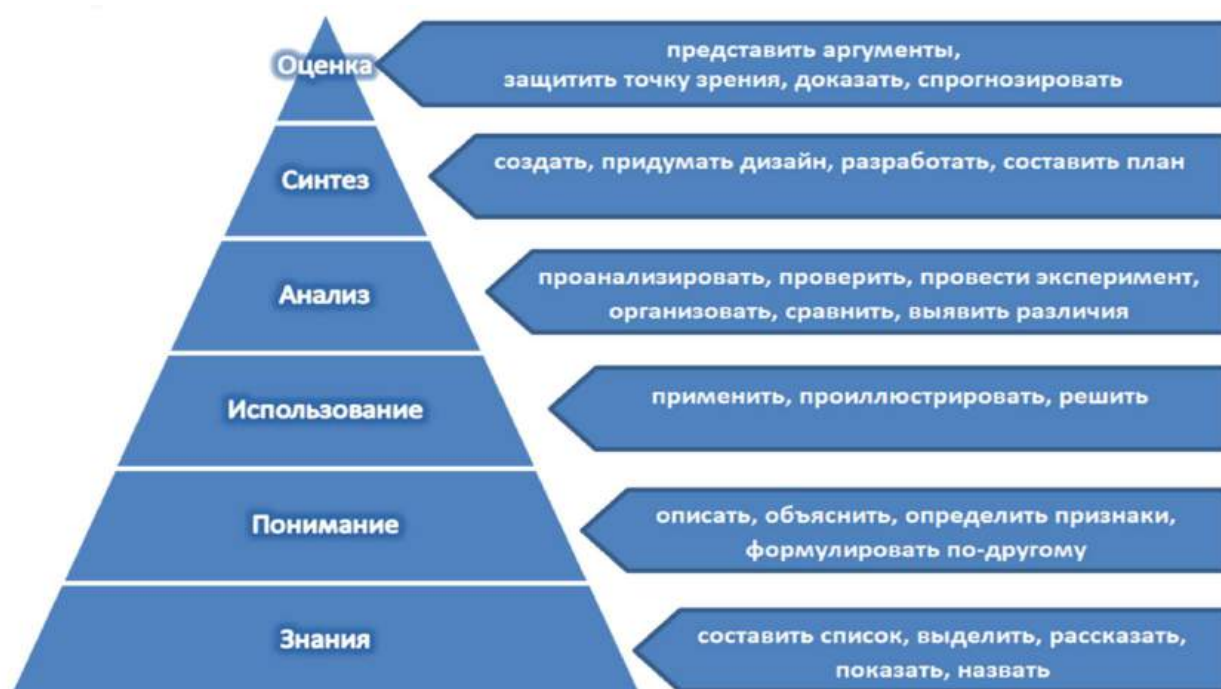 Оценка
представить аргументы,
защитить точку зрения, доказать, спрогнозировать
Синтез
создать, придумать дизайн, разработать, составить план
Анализ
проанализировать, проверить, провести эксперимент,
организовать, сравнить, выявить различия
Использование
применить, проиллюстрировать, решить
Понимание
описать, объяснить, определить признаки,
формулировать по-другому
Знания
составить список, выделить, рассказать,
показать, назвать